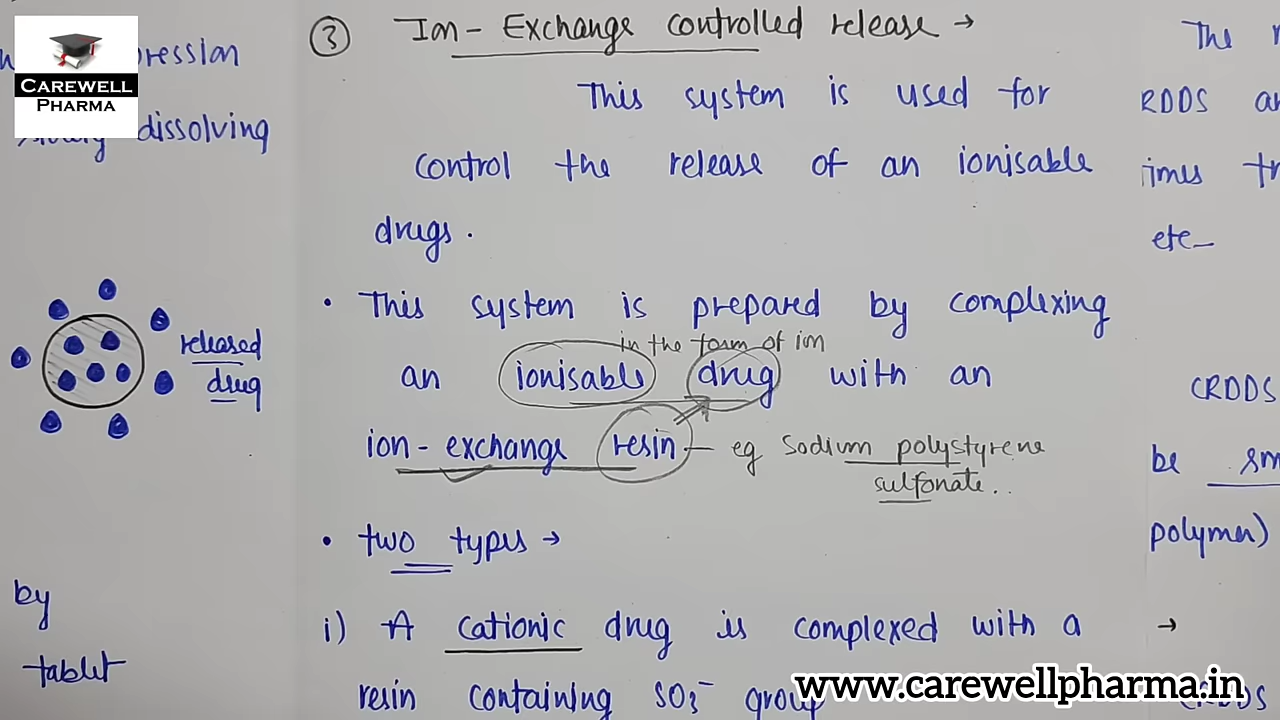 CAREWELL
PHARMA
dissolving
released
drug
by
tablet
③ Ion - Exchange controlled release →
This system is used for
control the release of an ionisable
drugs.
• This system is prepared by complexing
in the form of ion
an ionisable drug with an
ion - exchange resin — eg Sodium polystyrene
sulfonate..
• two types →
i) A cationic drug is complexed with a
resin containing SO3⁻ group
The
RDDS
etc
CRDDS
be
polymer)
→
CRDDS
www.carewellpharma.in